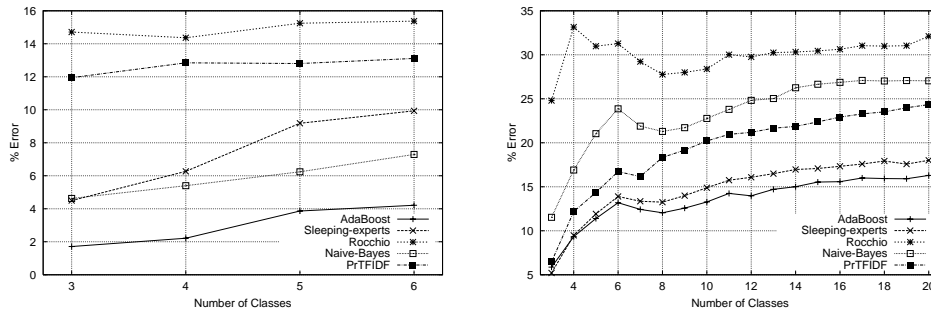 16
14
12
10
8
6
4
2
0
% Error
3
4
5
6
Number of Classes
AdaBoost
Sleeping-experts
Rocchio
Naive-Bayes
PrTFIDF
35
30
25
20
15
10
5
% Error
4
6
8
10
12
14
16
18
20
Number of Classes
AdaBoost
Sleeping-experts
Rocchio
Naive-Bayes
PrTFIDF